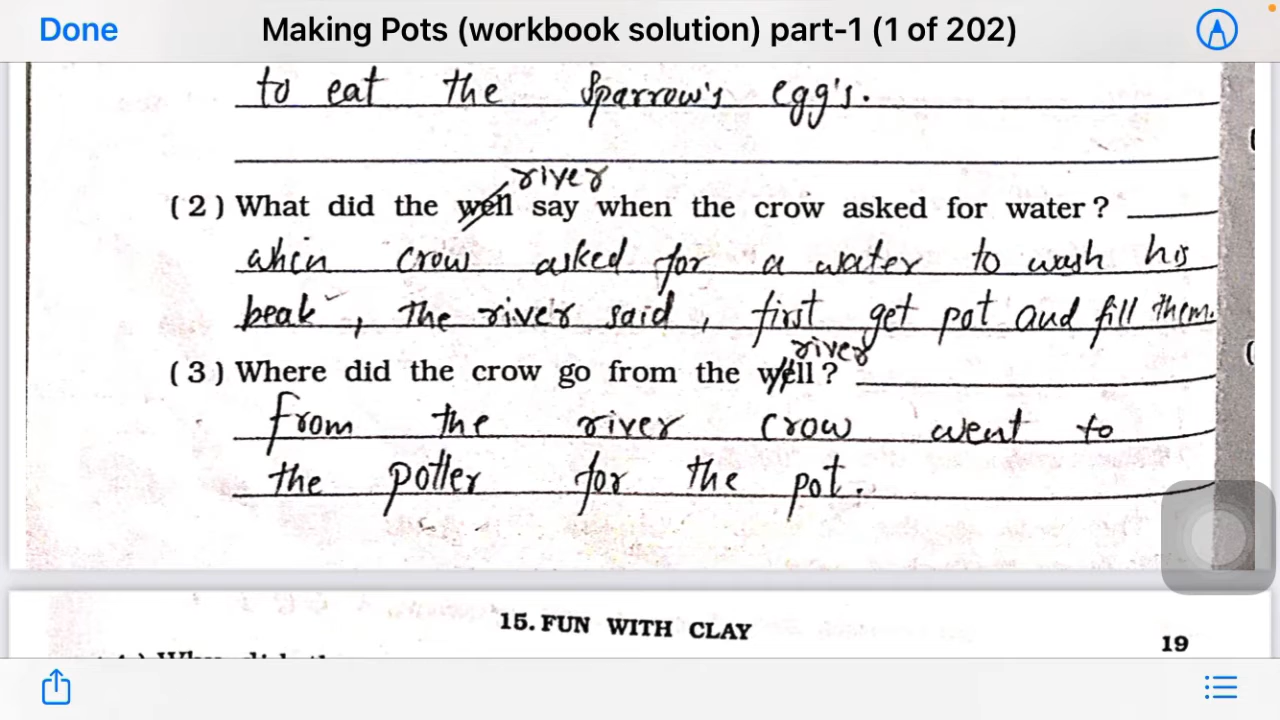 Done Making Pots (workbook solution) part-1 (1 of 202)
to eat the sparrow's egg's.
river
(2) What did the well say when the crow asked for water?
when crow asked for a water to wash his
beak, the river said, first get pot and fill them.
river
(3) Where did the crow go from the well?
from the river crow went to
the potter for the pot.
15. FUN WITH CLAY
19